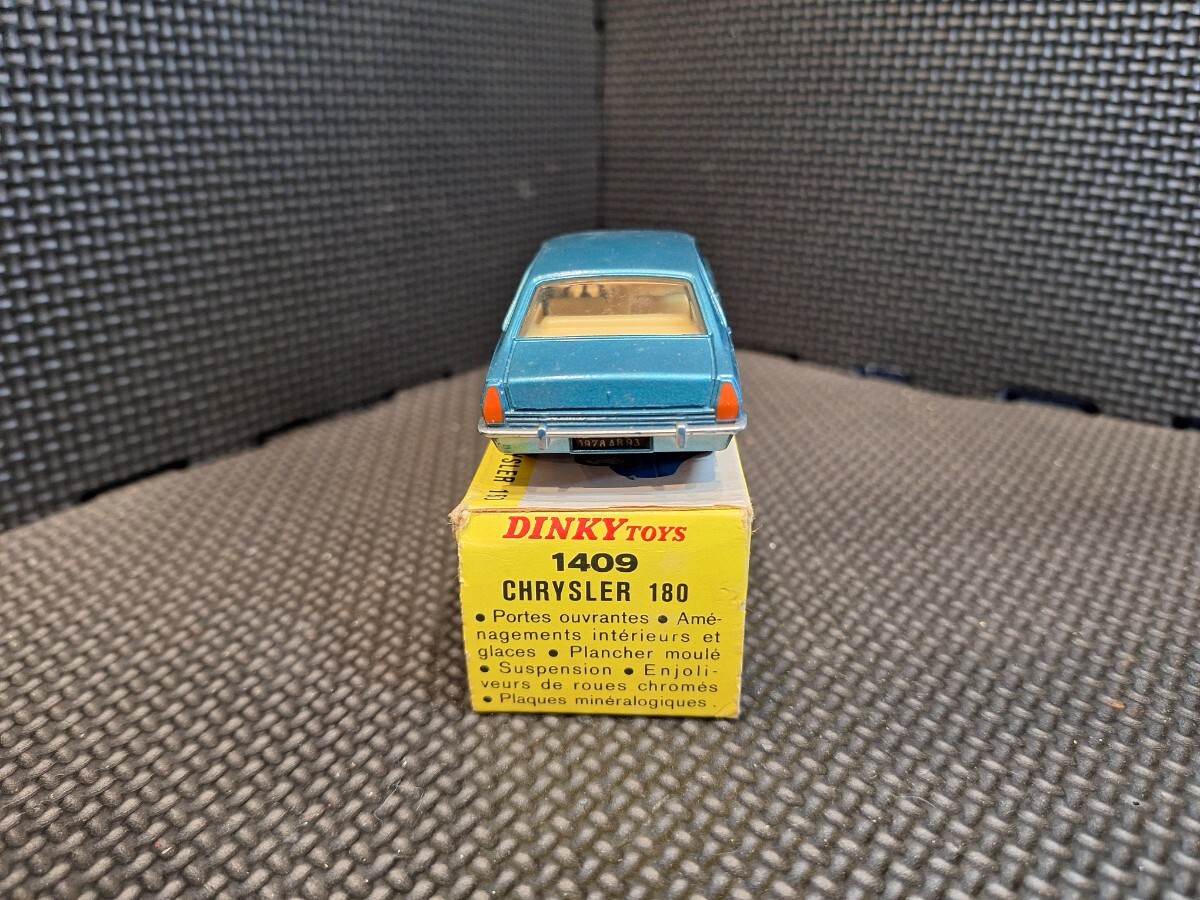 1978AB93
DINKY TOYS
1409
CHRYSLER 180
• Portes ouvrantes • Amé-
nagements intérieurs et
glaces • Plancher moulé
• Suspension • Enjoli-
veurs de roues chromés
• Plaques minéralogiques.